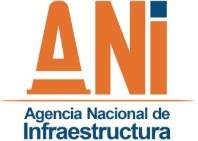 ANi
Agencia Nacional de
Infraestructura